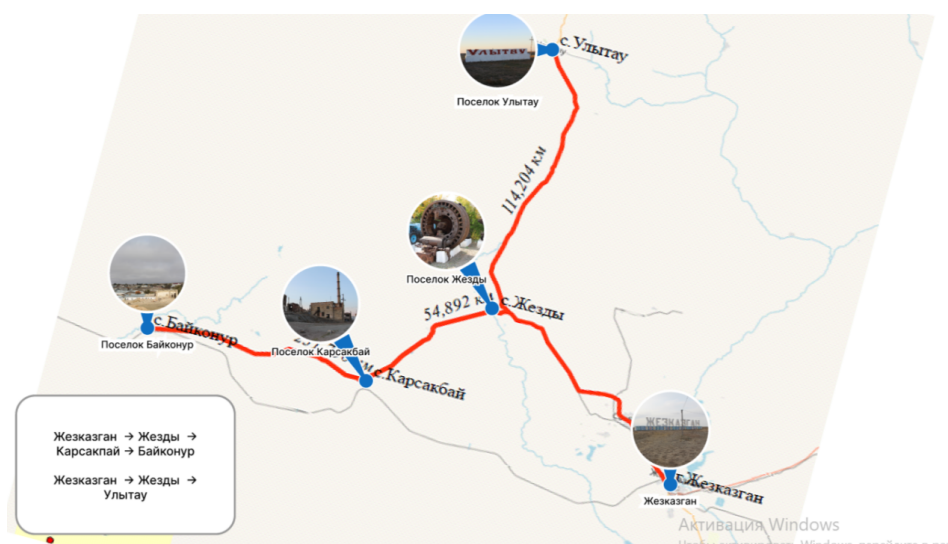 УЛЫТАУ
с.Улытау
Поселок Улытау
114,204 км
Поселок Жезды
54,892 км
с.Жезды
с.Байконур
Поселок Байконур
Поселок Карсакбай
с.Карсакбай
ЖЕЗКАЗГАН
г.Жезказган
Жезказган
Жезказган → Жезды →
Карсакпай → Байконур
Жезказган → Жезды →
Улытау
Активация Windows